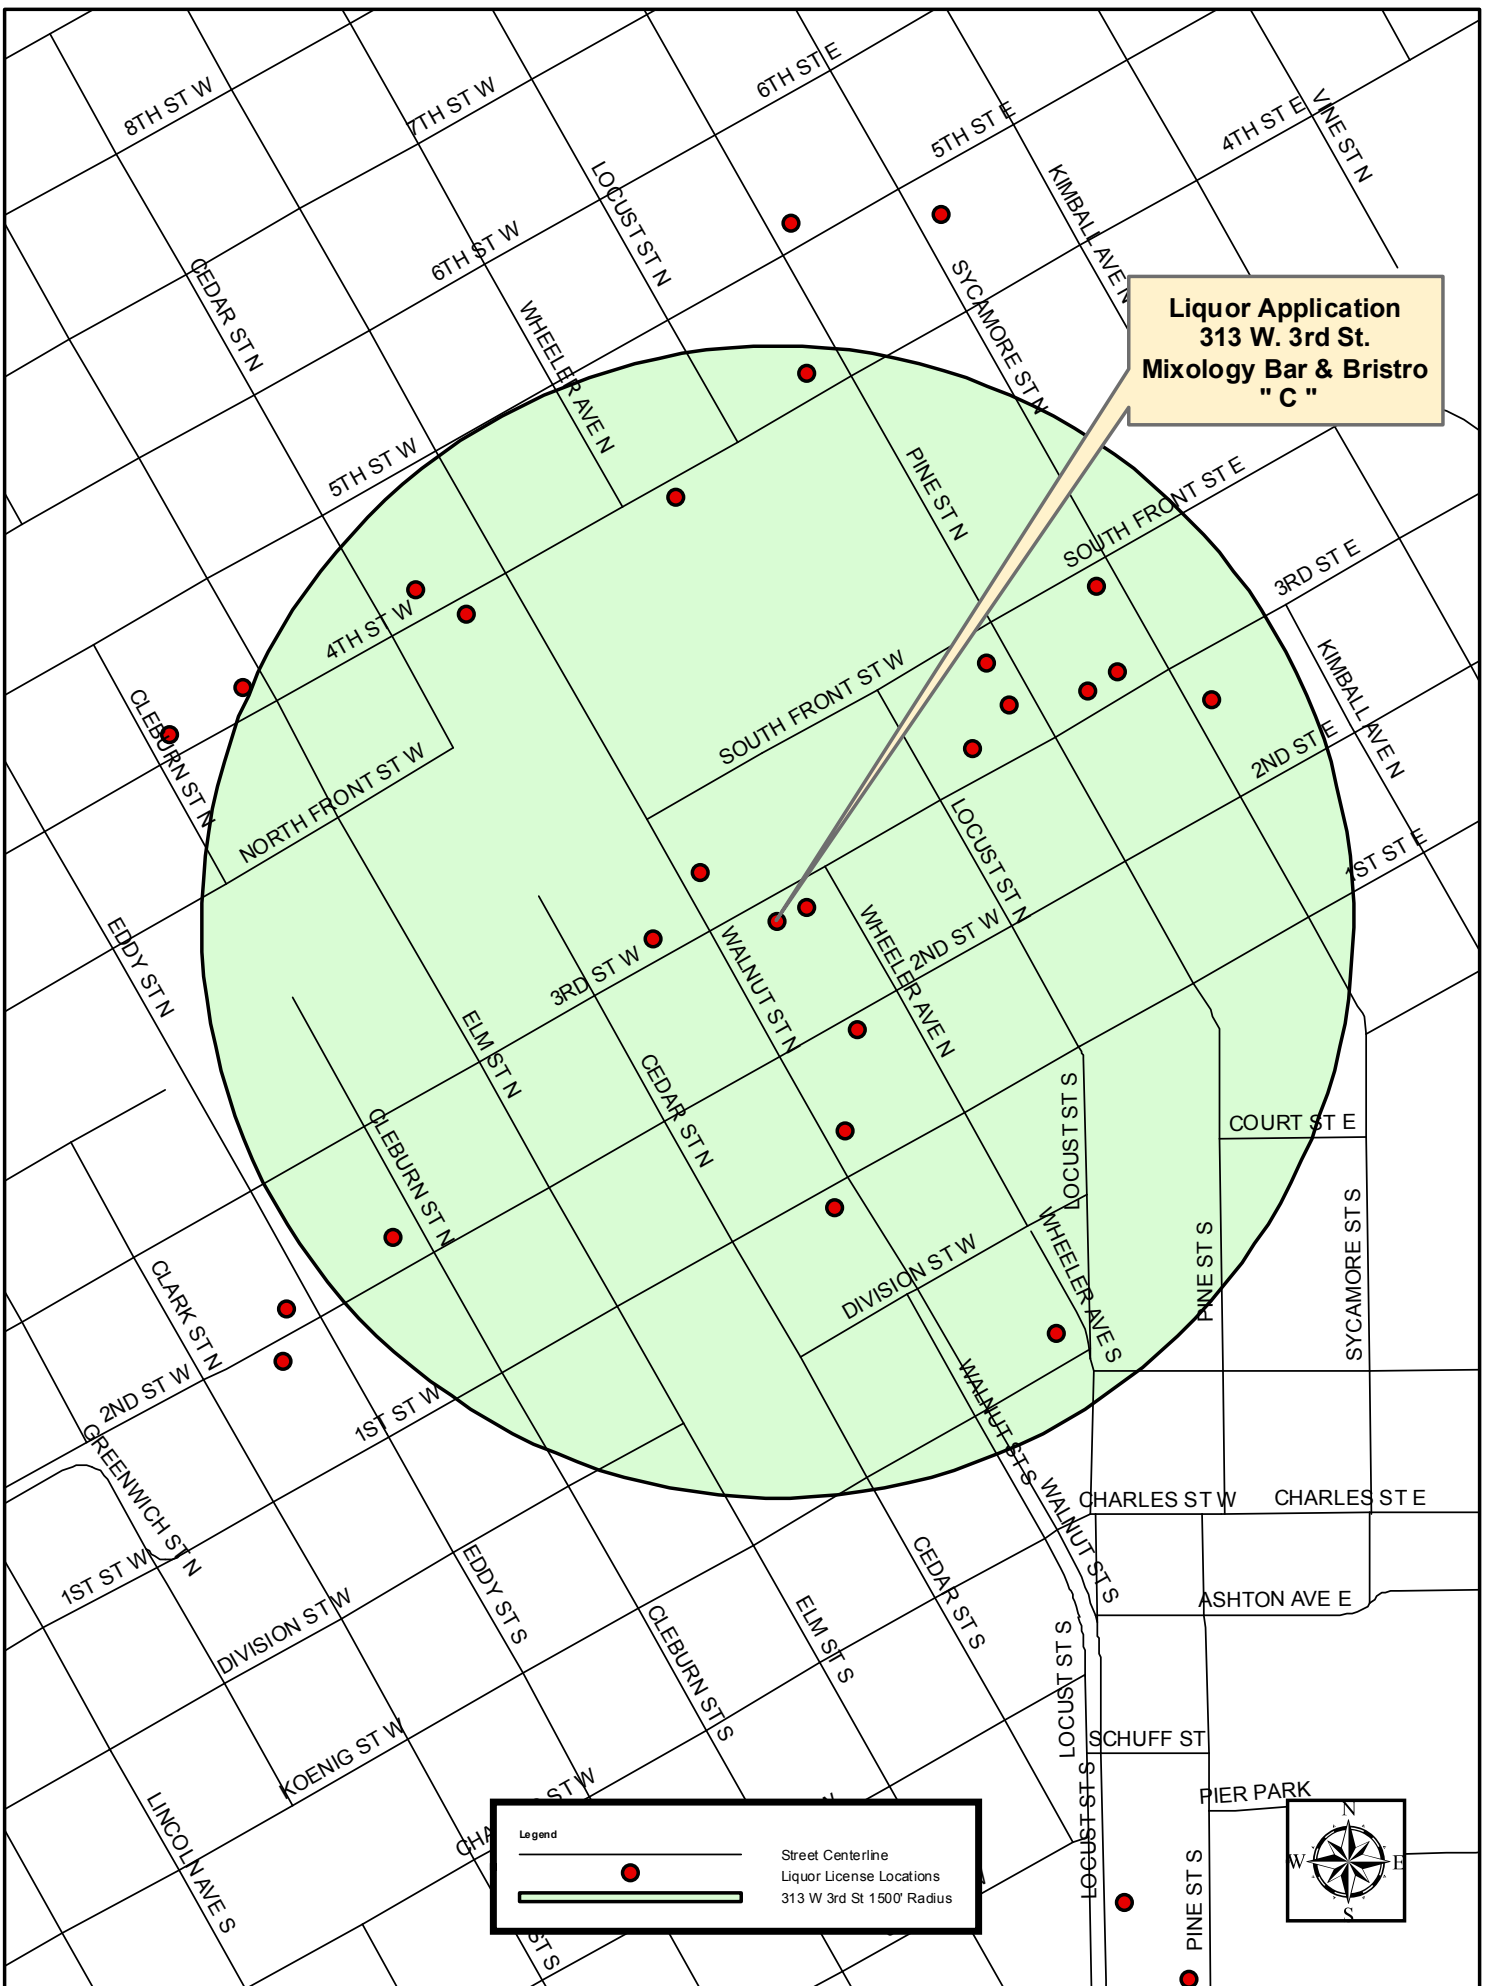 8TH ST W
7TH ST W
6TH ST E
5TH ST E
4TH ST E
VINE ST N
LOCUST ST N
KIMBALL AVE N
6TH ST W
CEDAR ST N
SYCAMORE ST N
WHEELER AVE N
Liquor Application
313 W. 3rd St.
Mixology Bar & Bristro
" C "
5TH ST W
PINE ST N
SOUTH FRONT ST E
3RD ST E
4TH ST W
KIMBALL AVE N
CLEBURN ST N
SOUTH FRONT ST W
2ND ST E
NORTH FRONT ST W
LOCUST ST N
1ST ST E
EDDY ST N
WHEELER AVE N
2ND ST W
3RD ST W
WALNUT ST N
ELM ST N
CEDAR ST N
LOCUST ST S
COURT ST E
CLEBURN ST N
SYCAMORE ST S
PINE ST S
WHEELER AVE S
DIVISION ST W
CLARK ST N
2ND ST W
1ST ST W
WALNUT ST S
GREENWICH ST N
WALNUT ST S
CHARLES ST W
CHARLES ST E
1ST ST W
EDDY ST S
CEDAR ST S
ASHTON AVE E
DIVISION ST W
CLEBURN ST S
ELM ST S
LOCUST ST S
SCHUFF ST
KOENIG ST W
PIER PARK
LINCOLN AVE S
CHA
ST W
W
LOCUST ST S
PINE ST S
ST S
Legend
Street Centerline
Liquor License Locations
313 W 3rd St 1500' Radius
N
W
E
S